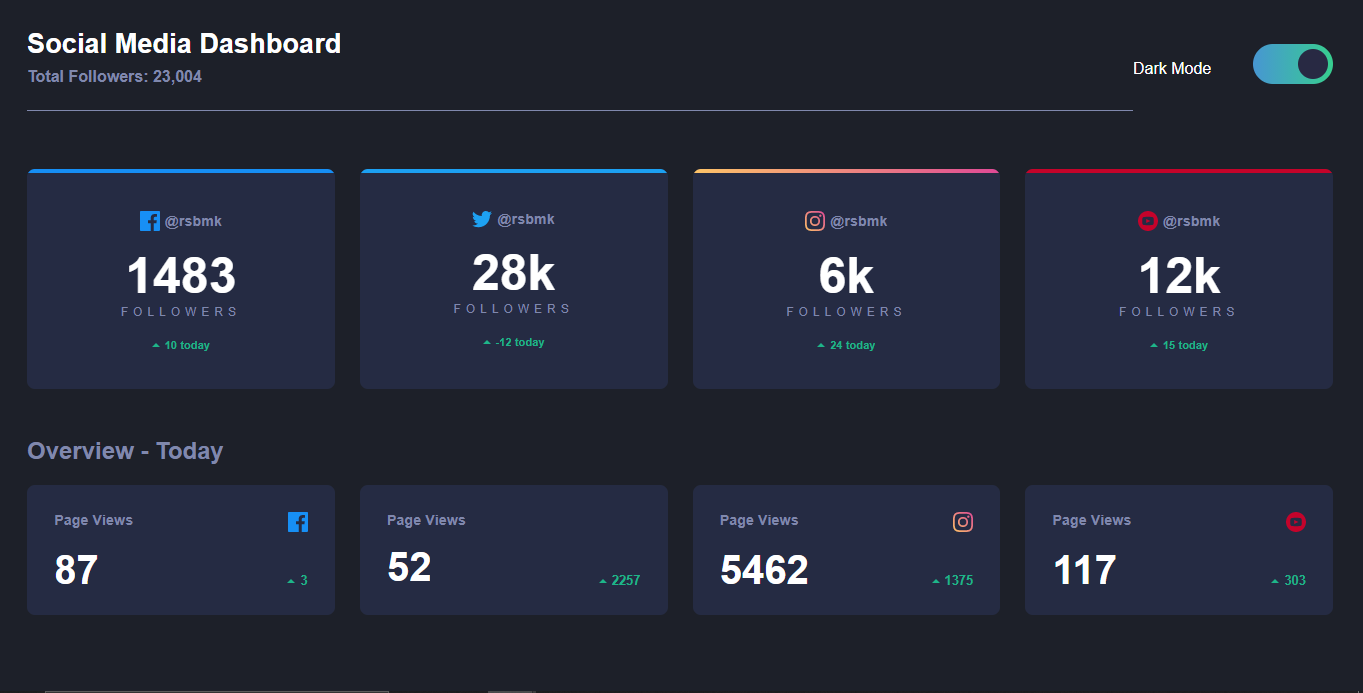 Social Media Dashboard
Total Followers: 23,004
Dark Mode
@rsbmk
1483
FOLLOWERS
10 today
@rsbmk
28k
FOLLOWERS
-12 today
@rsbmk
6k
FOLLOWERS
24 today
@rsbmk
12k
FOLLOWERS
15 today
Overview - Today
Page Views
87
3
Page Views
52
2257
Page Views
5462
1375
Page Views
117
303